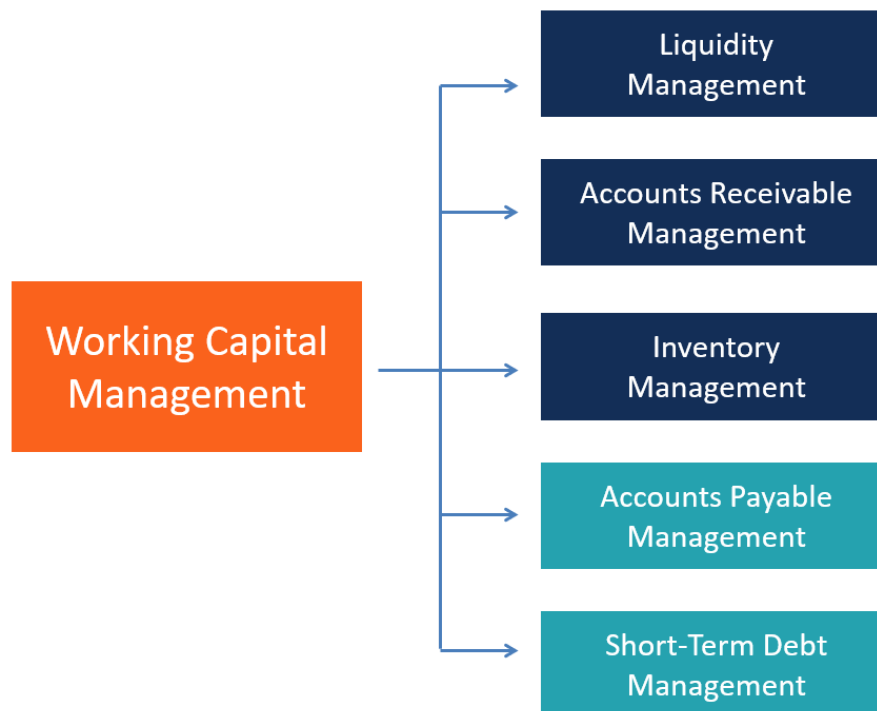 Liquidity
Management
Accounts Receivable
Management
Working Capital
Management
Inventory
Management
Accounts Payable
Management
Short-Term Debt
Management